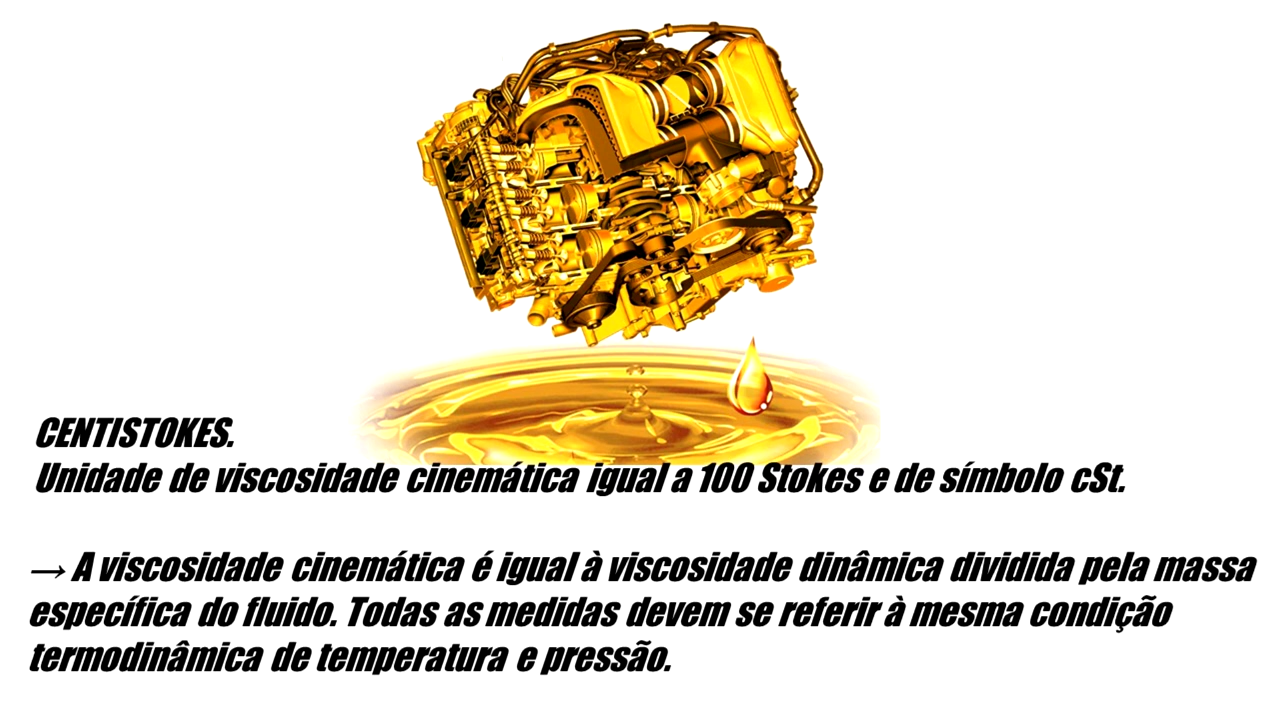 CENTISTOKES.
Unidade de viscosidade cinemática igual a 100 Stokes e de símbolo cSt.
→ A viscosidade cinemática é igual à viscosidade dinâmica dividida pela massa
específica do fluido. Todas as medidas devem se referir à mesma condição
termodinâmica de temperatura e pressão.